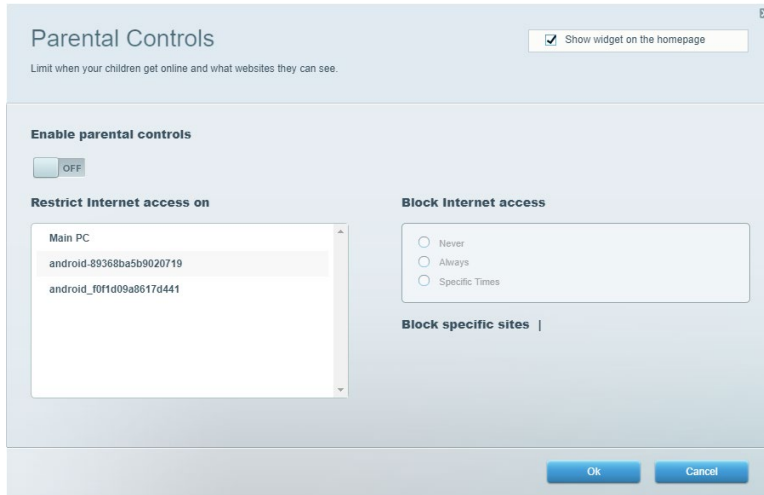 Parental Controls
Show widget on the homepage
Limit when your children get online and what websites they can see.
Enable parental controls
OFF
Restrict Internet access on
Main PC
android-89368ba5b9020719
android_f0f1d09a8617d441
Block Internet access
Never
Always
Specific Times
Block specific sites |
Ok
Cancel